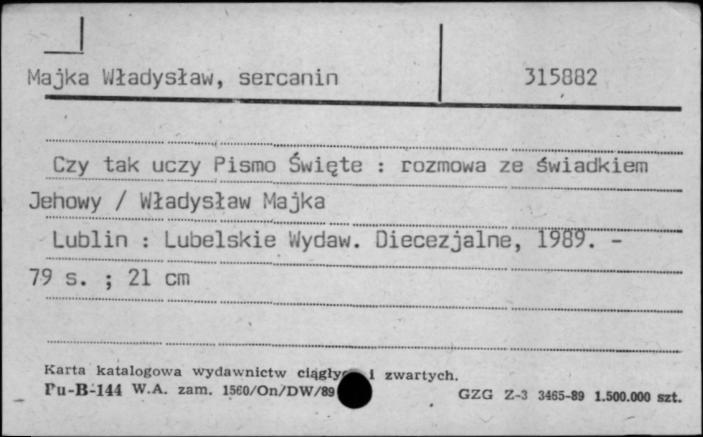 Majka Władysław, sercanin 315882
Czy tak uczy Pismo Święte : rozmowa ze świadkiem
Jehowy / Władysław Majka
Lublin : Lubelskie Wydaw. Diecezjalne, 1989. -
79 s. ; 21 cm
Karta katalogowa wydawnictw i zwartych.
Pu-B-144 W.A. zam. 1560/On/DW/89 GZG Z-3 3465-89 1.500.000 szt.